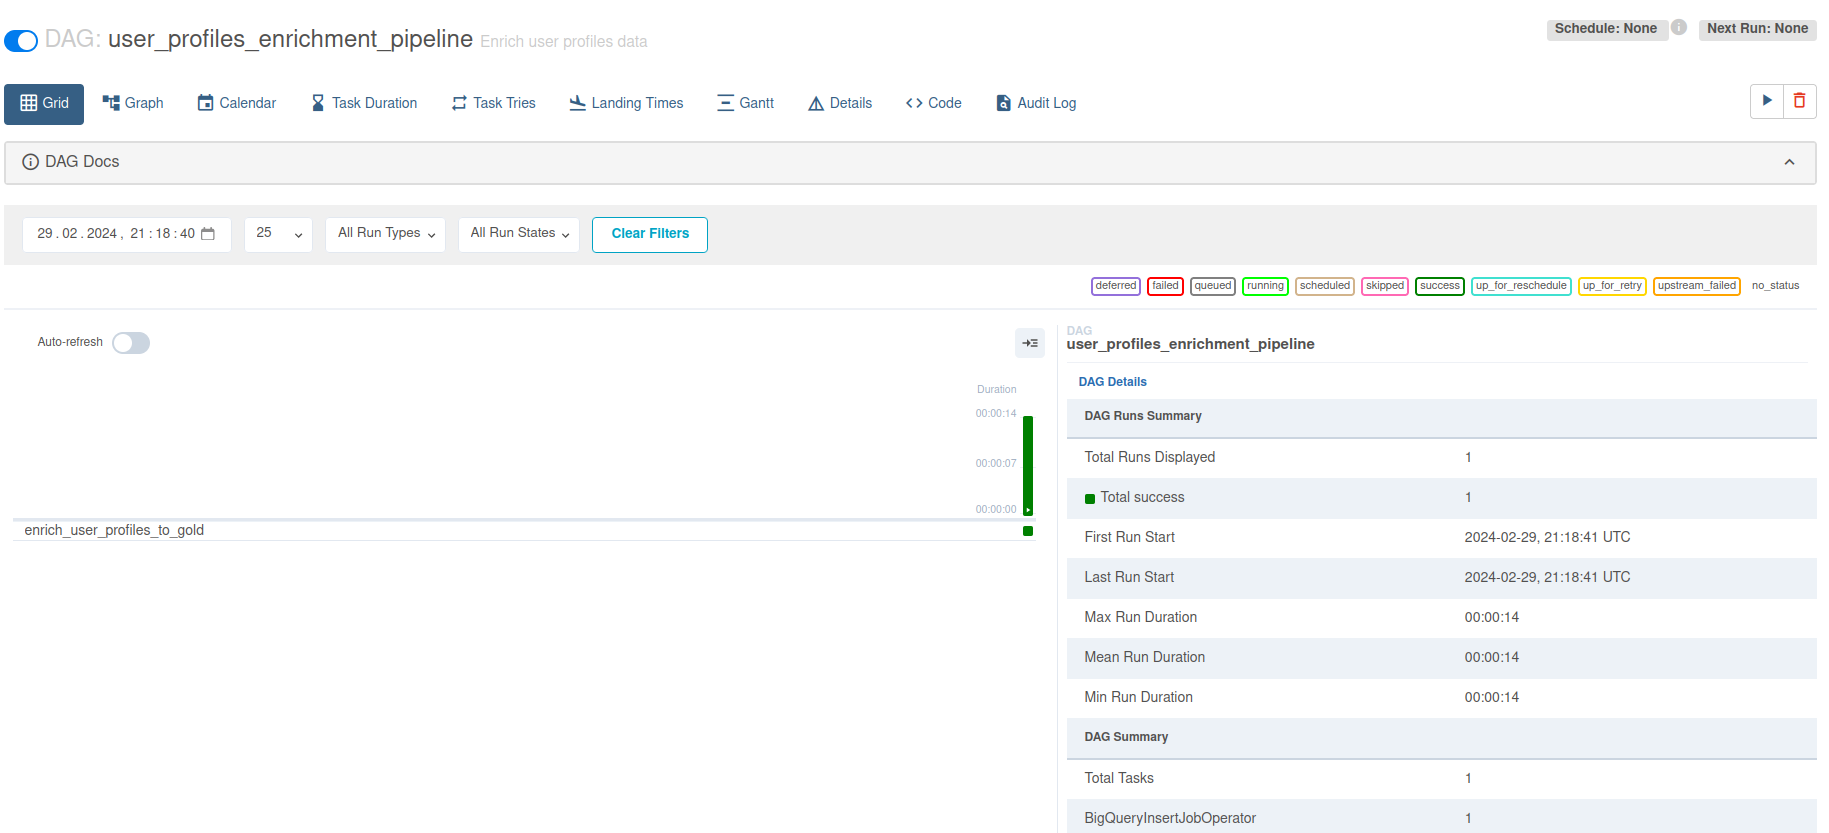 DAG: user_profiles_enrichment_pipeline Enrich user profiles data
Schedule: None i Next Run: None
Grid Graph Calendar Task Duration Task Tries Landing Times Gantt Details Code Audit Log
DAG Docs
29 . 02 . 2024 , 21 : 18 : 40 25 All Run Types All Run States Clear Filters
deferred failed queued running scheduled skipped success up_for_reschedule up_for_retry upstream_failed no_status
Auto-refresh
Duration
00:00:14
00:00:07
00:00:00
enrich_user_profiles_to_gold
DAG
user_profiles_enrichment_pipeline
DAG Details
DAG Runs Summary
Total Runs Displayed 1
Total success 1
First Run Start 2024-02-29, 21:18:41 UTC
Last Run Start 2024-02-29, 21:18:41 UTC
Max Run Duration 00:00:14
Mean Run Duration 00:00:14
Min Run Duration 00:00:14
DAG Summary
Total Tasks 1
BigQueryInsertJobOperator 1